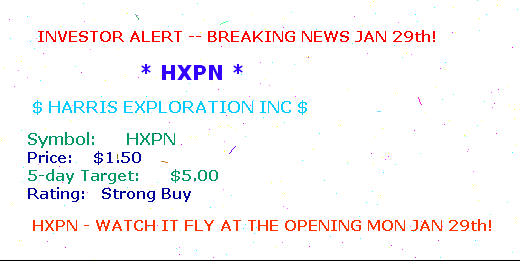 INVESTOR ALERT -- BREAKING NEWS JAN 29th!
* HXPN *
$ HARRIS EXPLORATION INC $
Symbol: HXPN
Price: $1.50
5-day Target: $5.00
Rating: Strong Buy
HXPN - WATCH IT FLY AT THE OPENING MON JAN 29th!